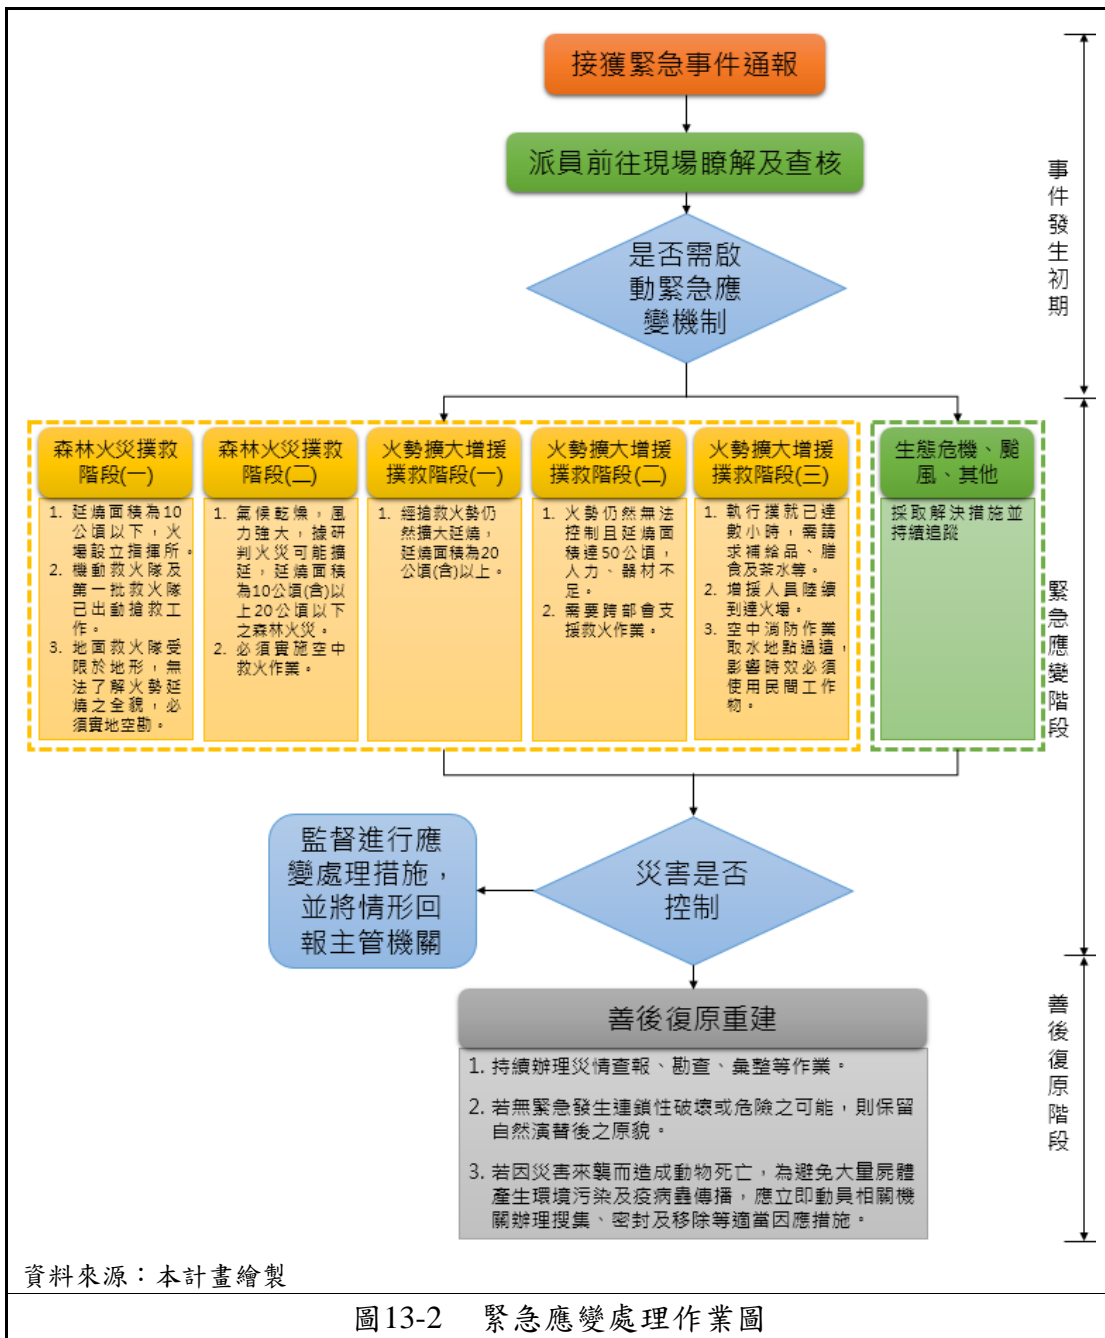 接獲緊急事件通報
派員前往現場瞭解及查核
是否需啟
動緊急應
變機制
事件發生初期
森林火災撲救
階段(一)
1. 延燒面積為10
公頃以下，火
場設立指揮所。
2. 機動救火隊及
第一批救火隊
已出動搶救工
作。
3. 地面救火隊受
限於地形，無
法了解火勢延
燒之全貌，必
須實地空勘。
森林火災撲救
階段(二)
1. 氣候乾燥，風
力強大，據研
判火災可能擴
延，延燒面積
為10公頃(含)以
上20公頃以下
之森林火災。
2. 必須實施空中
救火作業。
火勢擴大增援
撲救階段(一)
1. 經搶救火勢仍
然擴大延燒，
延燒面積為20
公頃(含)以上。
火勢擴大增援
撲救階段(二)
1. 火勢仍然無法
控制且延燒面
積達50公頃，
人力、器材不
足。
2. 需要跨部會支
援救火作業。
火勢擴大增援
撲救階段(三)
1. 執行撲就已達
數小時，需請
求補給品、膳
食及茶水等。
2. 增援人員陸續
到達火場。
3. 空中消防作業
取水地點過遠，
影響時效必須
使用民間工作
物。
生態危機、颱
風、其他
採取解決措施並
持續追蹤
緊急應變階段
監督進行應
變處理措施，
並將情形回
報主管機關
災害是否
控制
善後復原重建
1. 持續辦理災情查報、勘查、彙整等作業。
2. 若無緊急發生連鎖性破壞或危險之可能，則保留
自然演替後之原貌。
3. 若因災害來襲而造成動物死亡，為避免大量屍體
產生環境污染及疫病蟲傳播，應立即動員相關機
關辦理搜集、密封及移除等適當因應措施。
善後復原階段
資料來源：本計畫繪製
圖13-2 緊急應變處理作業圖